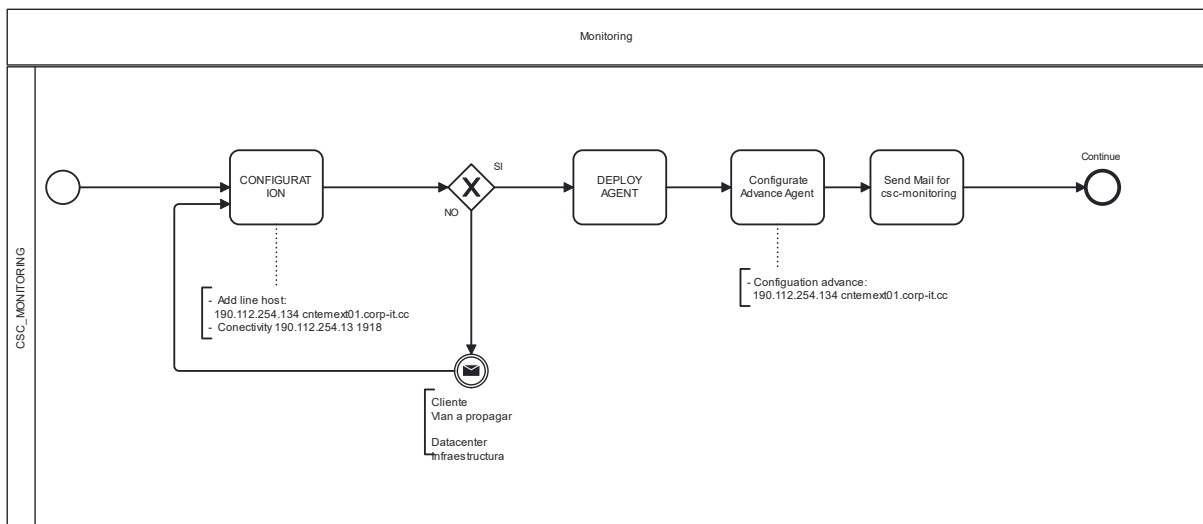 Monitoring
CSC_MONITORING
CONFIGURAT
ION
SI
NO
DEPLOY
AGENT
Configurate
Advance Agent
Send Mail for
csc-monitoring
Continue
- Add line host:
190.112.254.134 cntemext01.corp-it.cc
- Conectivity 190.112.254.13 1918
- Configuation advance:
190.112.254.134 cntemext01.corp-it.cc
Cliente
Vlan a propagar
Datacenter
Infraestructura